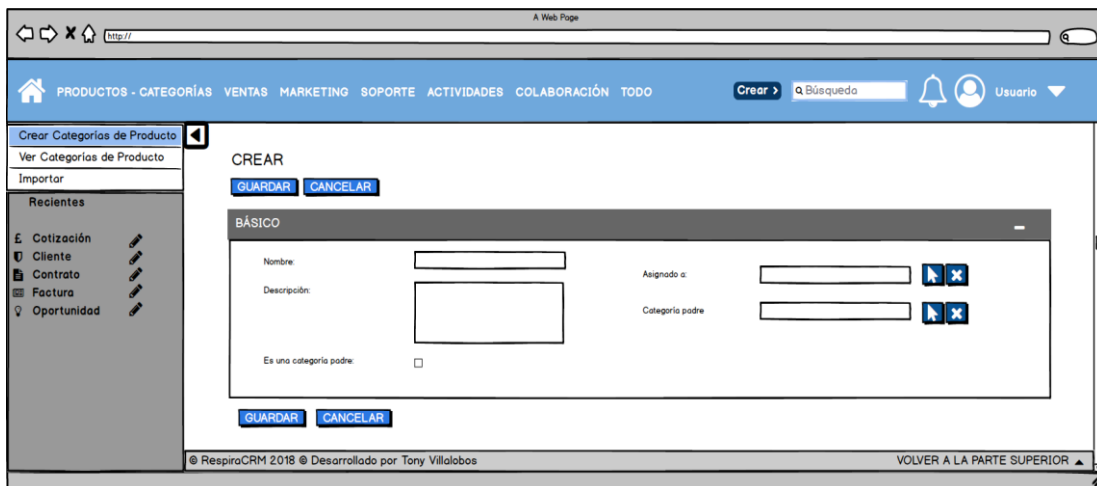 A Web Page
http://
PRODUCTOS - CATEGORÍAS VENTAS MARKETING SOPORTE ACTIVIDADES COLABORACIÓN TODO Crear > Búsqueda Usuario
Crear Categorías de Producto
Ver Categorías de Producto
Importar
Recientes
£ Cotización
Cliente
Contrato
Factura
Oportunidad
CREAR
GUARDAR CANCELAR
BÁSICO
Nombre:
Asignado a:
Descripción:
Categoría padre
Es una categoría padre:
GUARDAR CANCELAR
© RespiraCRM 2018 © Desarrollado por Tony Villalobos VOLVER A LA PARTE SUPERIOR